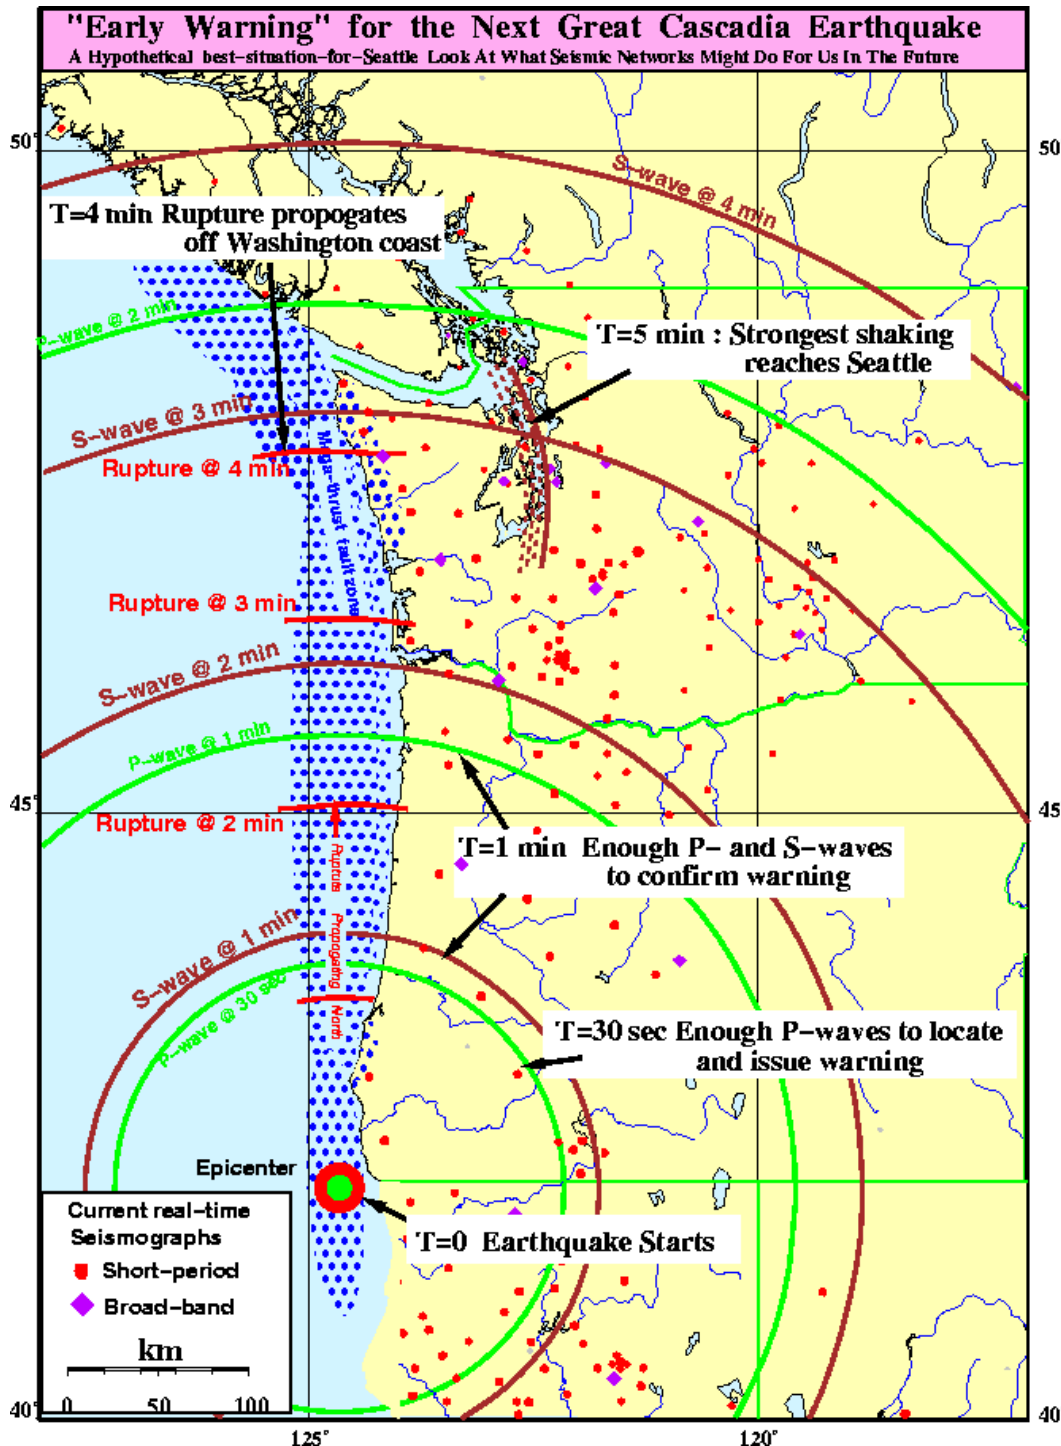 "Early Warning" for the Next Great Cascadia Earthquake
A Hypothetical best-situation-for-Seattle Look At What Seismic Networks Might Do For Us In The Future
50°
50
S-wave @ 4 min
T=4 min Rupture propogates
off Washington coast
P-wave @ 2 min
T=5 min : Strongest shaking
reaches Seattle
S-wave @ 3 min
Rupture @ 4 min
Mega-thrust fault zone
Rupture @ 3 min
S-wave @ 2 min
P-wave @ 1 min
45°
45
Rupture @ 2 min
T=1 min Enough P- and S-waves
to confirm warning
Rupture Propagating North
S-wave @ 1 min
P-wave @ 30 sec
T=30 sec Enough P-waves to locate
and issue warning
Epicenter
T=0 Earthquake Starts
Current real-time
Seismographs
Short-period
Broad-band
km
0 50 100
40°
40
125°
120°